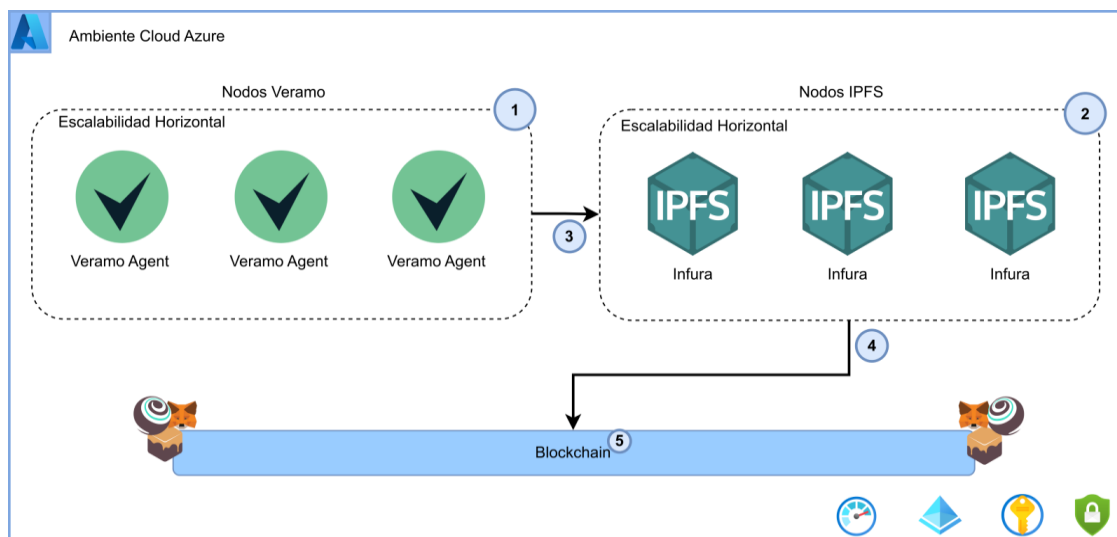 Ambiente Cloud Azure
Nodos Veramo
Nodos IPFS
1
2
Escalabilidad Horizontal
Escalabilidad Horizontal
IPFS
IPFS
IPFS
3
Veramo Agent
Veramo Agent
Veramo Agent
Infura
Infura
Infura
4
5
Blockchain